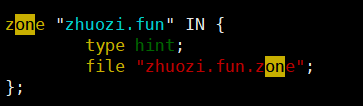 zone "zhuozi.fun" IN {
        type hint;
        file "zhuozi.fun.zone";
};